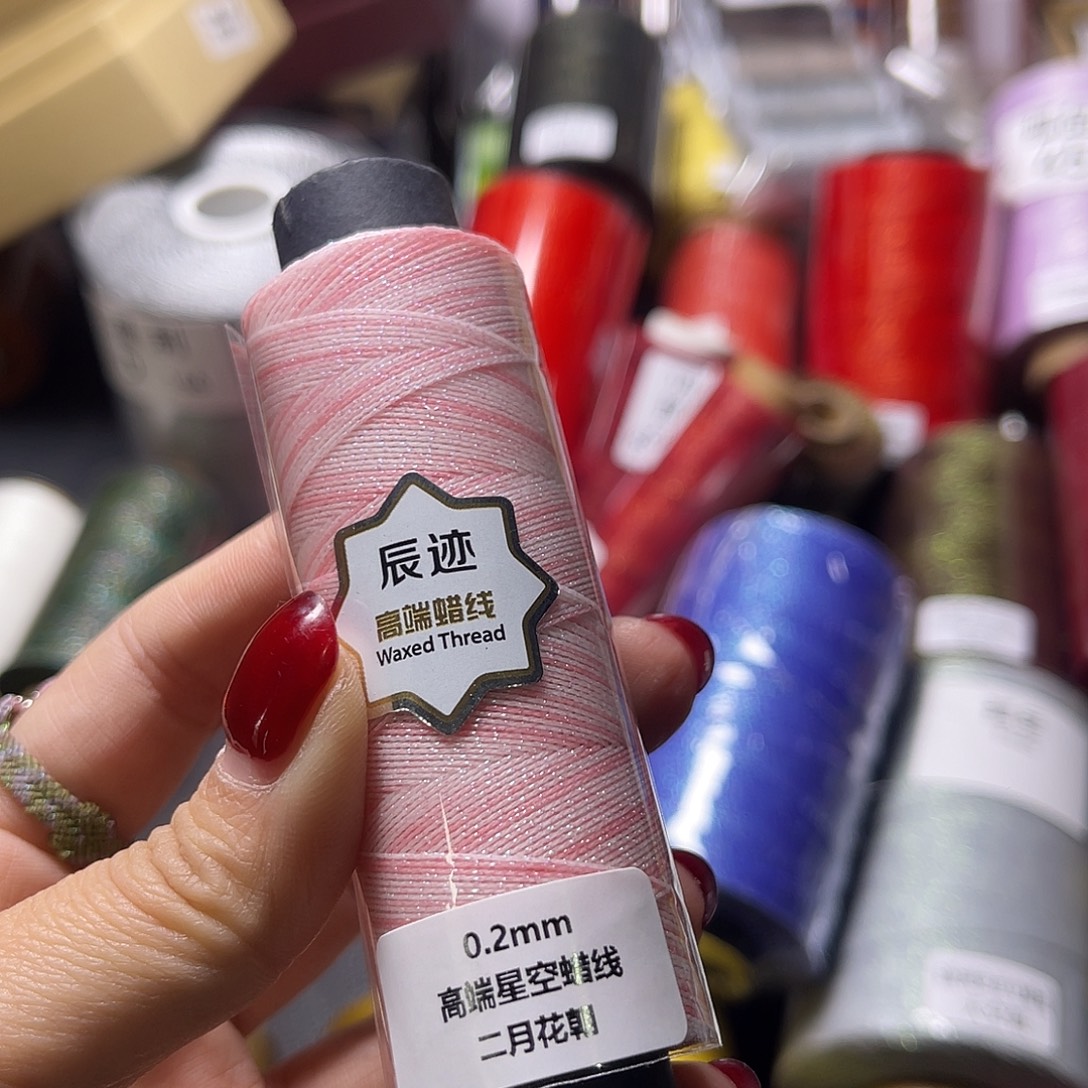 辰迹
高端蜡线
Waxed Thread
0.2mm
高端星空蜡线
二月花朝